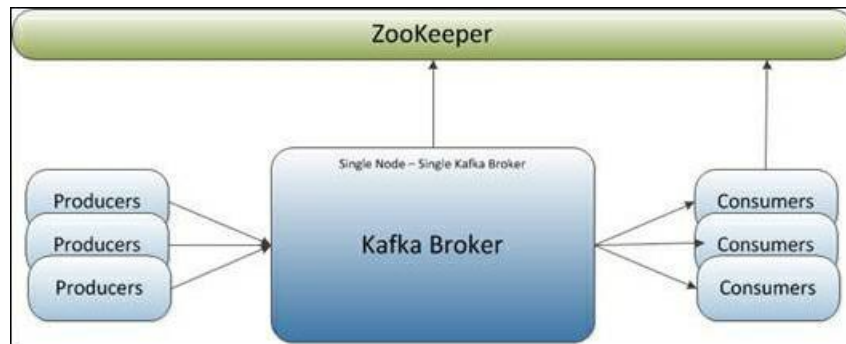 ZooKeeper
Single Node – Single Kafka Broker
Producers
Consumers
Producers
Kafka Broker
Consumers
Producers
Consumers